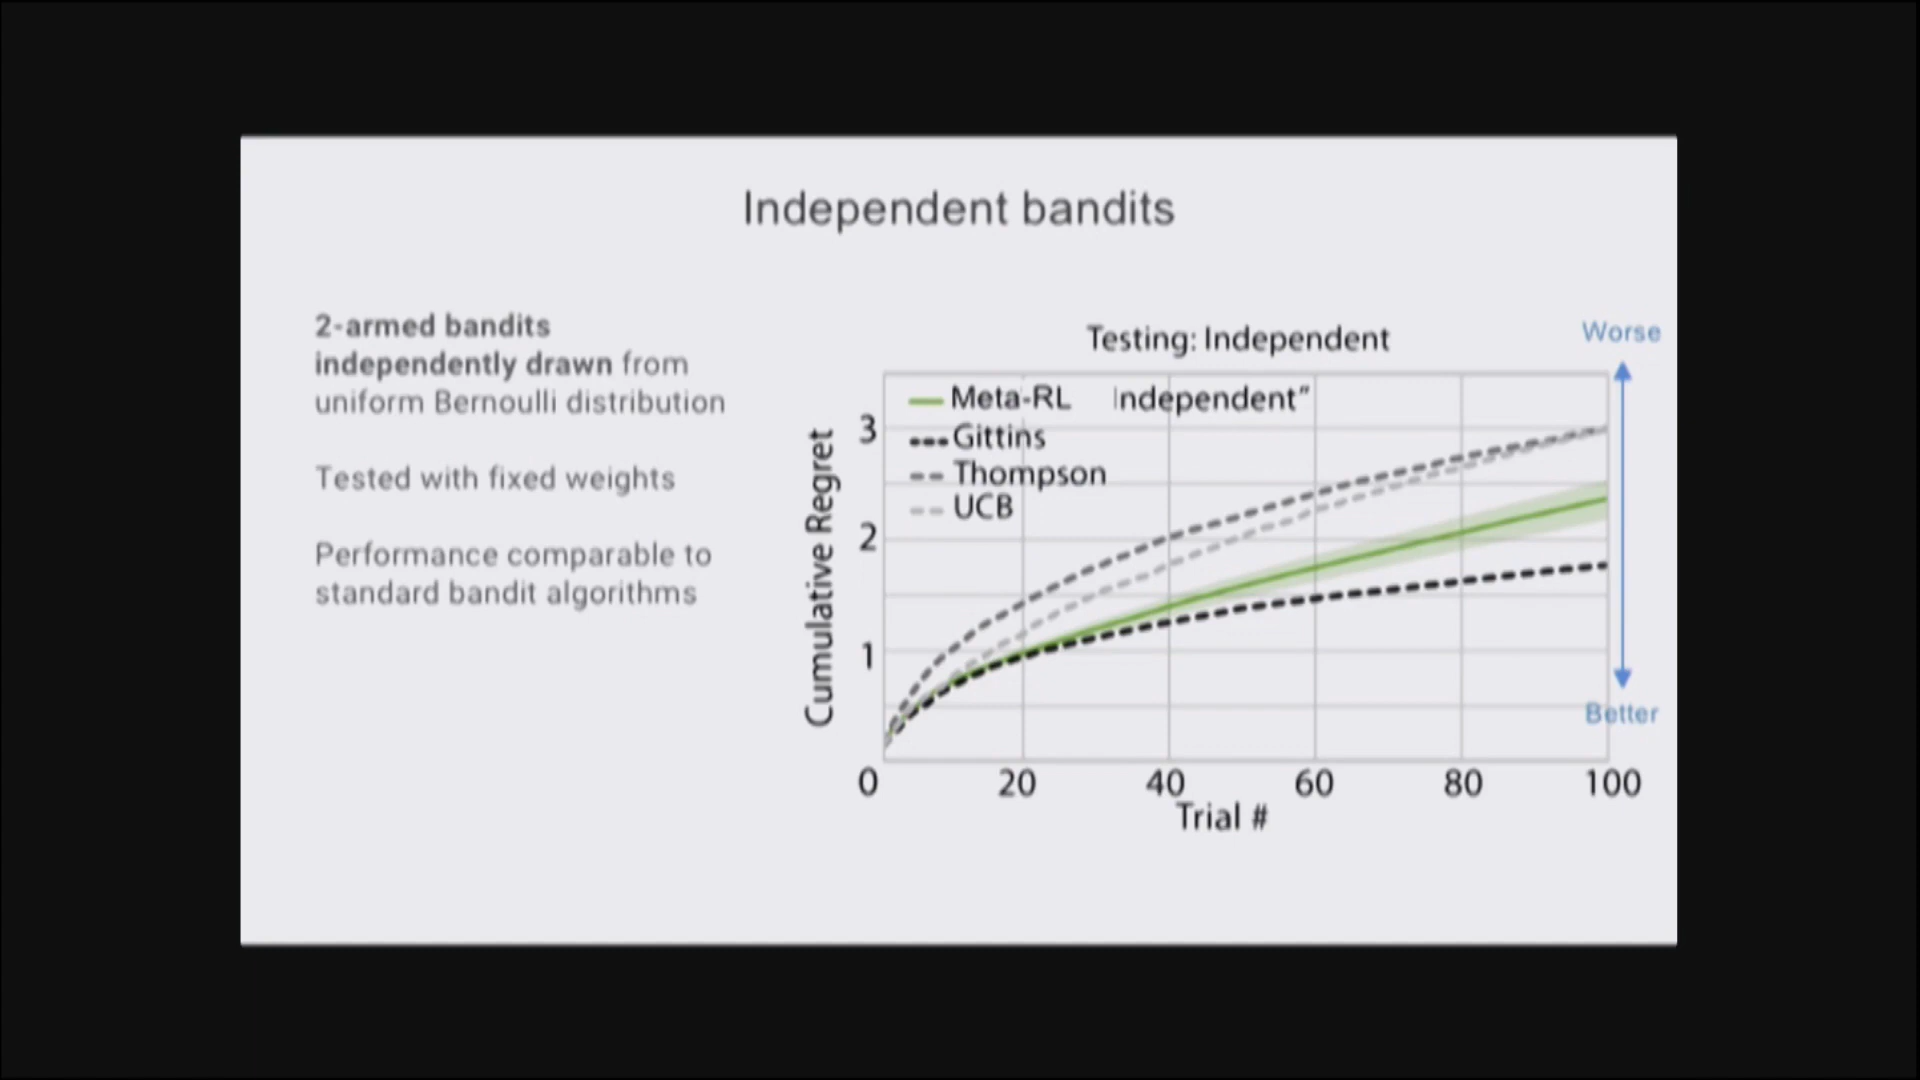 Independent bandits
2-armed bandits
independently drawn from
uniform Bernoulli distribution
Tested with fixed weights
Performance comparable to
standard bandit algorithms
Testing: Independent
Worse
Meta-RL Independent”
Gittins
Thompson
UCB
Cumulative Regret
3
2
1
Better
0 20 40 60 80 100
Trial #